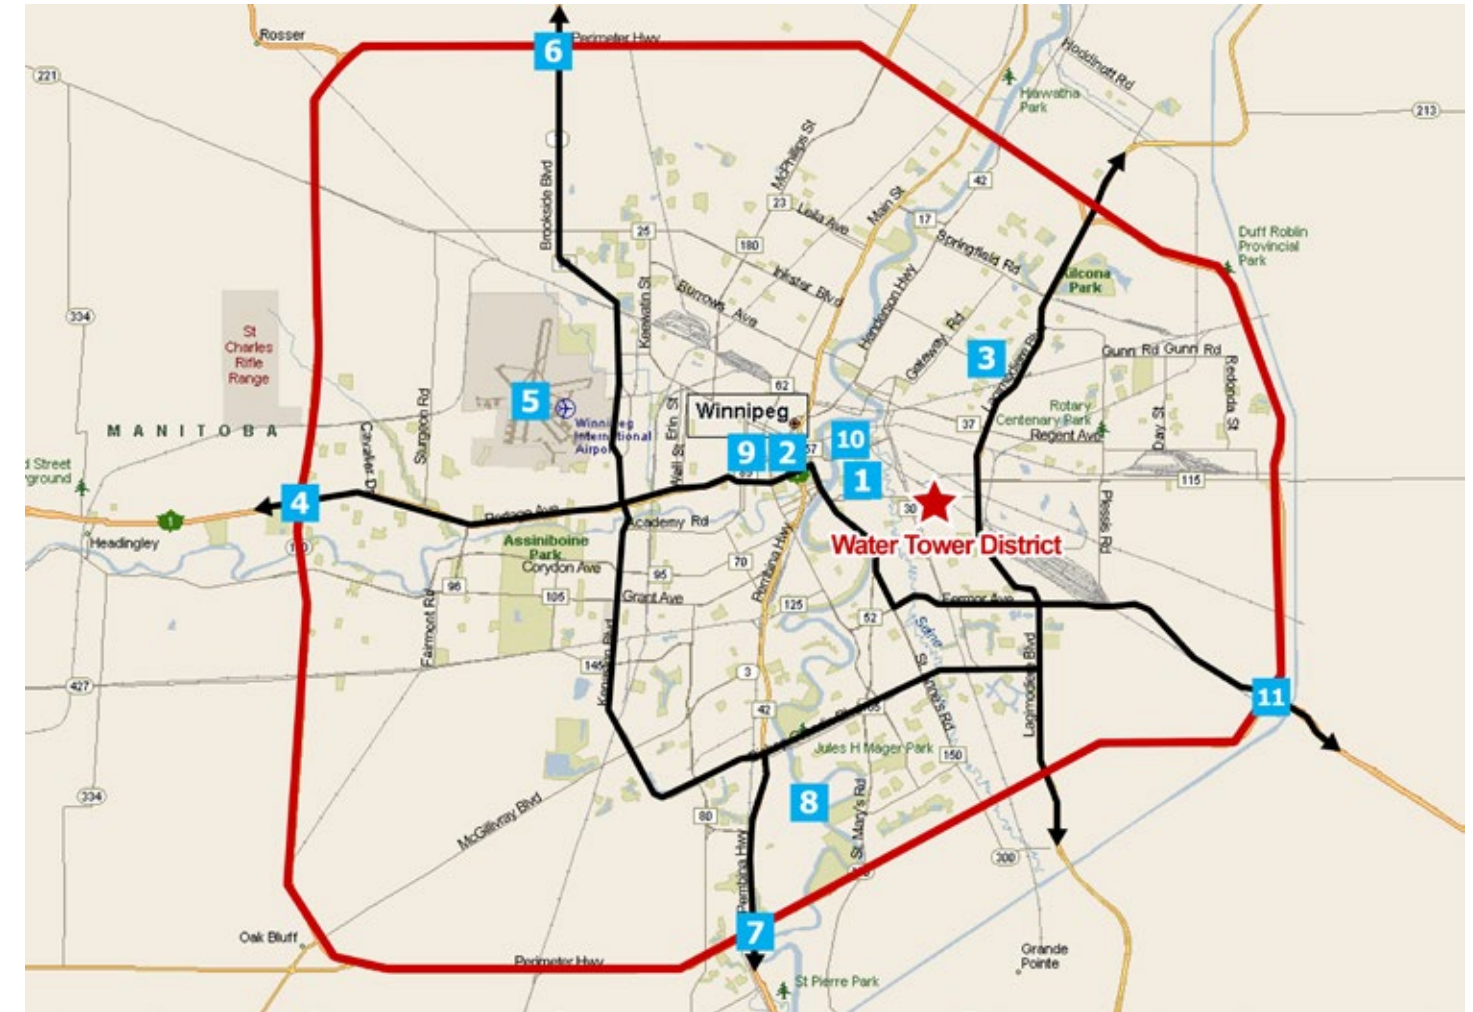 Rosser
6
Perimeter Hwy
Hoddinott Rd
221
Hiawatha
Park
213
McPhillips St
Brookside Blvd
42
23
Leila Ave
Main St
17
25
180
Springfield Rd
Duff Roblin
Provincial
Park
Inkster Blvd
Kilcona
Park
Keewatin St
Burrows Ave
Henderson Hwy
334
St
Charles
Rifle
Range
Gateway Rd
3
Gunn Rd
Gunn Rd
Redonda St
62
Sturgeon Rd
5
Winnipeg
Winnipeg
International
Airport
Erin St
Wall St
Rotary
Centenary Park
37
Regent Ave
Day St
MANITOBA
Cavalier Dr
9
2
57
10
1
d Street
yground
4
115
30
Plessis Rd
1
Portage Ave
Academy Rd
Water Tower District
Headingley
Assiniboine
Park
Corydon Ave
70
95
96
105
Grant Ave
125
Pembina Hwy
52
Fermor Ave
Fairmont Rd
Seine
Lagimodiere Blvd
145
3
427
11
42
St. Anne's Rd
Jules H Mager Park
150
8
334
McGillivray Blvd
80
St. Mary's Rd
300
Pembina Hwy
7
Oak Bluff
Perimeter Hwy
Grande
Pointe
St Pierre Park